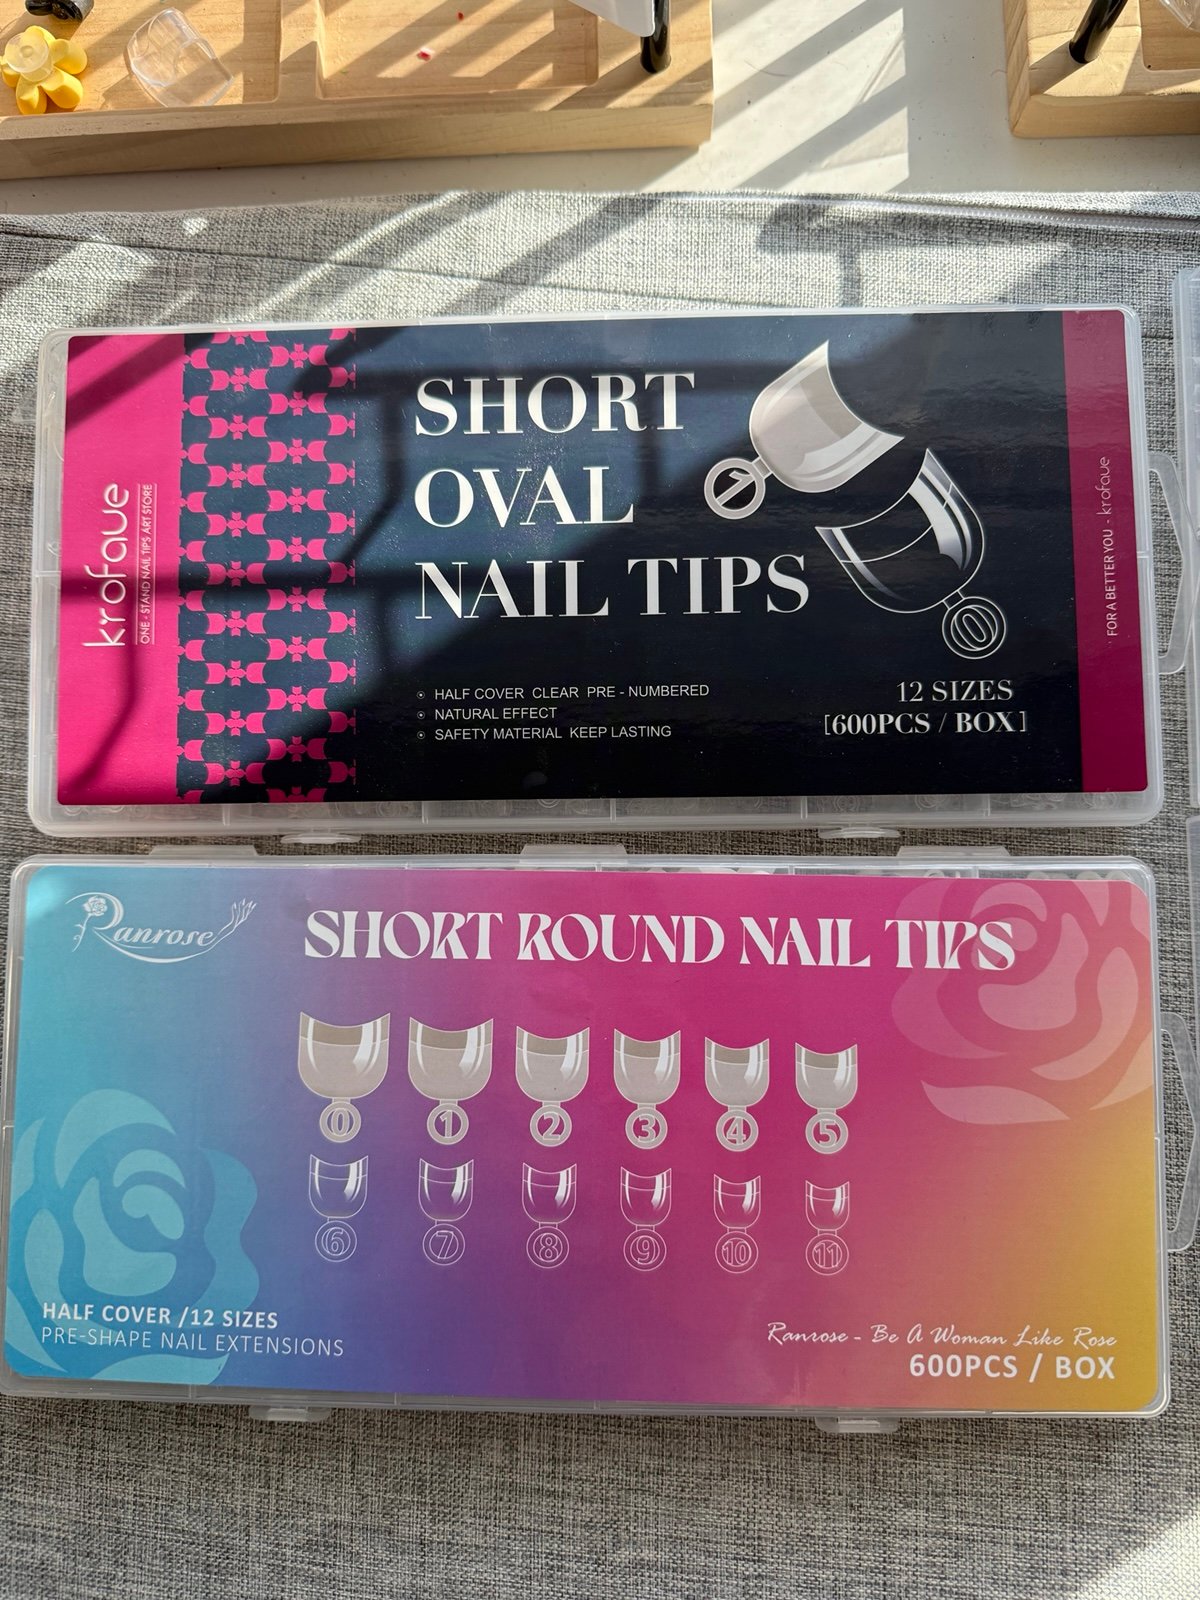 krofaue
ONE - STAND NAIL TIPS ART STORE
SHORT
OVAL
NAIL TIPS
1
0
HALF COVER CLEAR PRE - NUMBERED
NATURAL EFFECT
SAFETY MATERIAL KEEP LASTING
12 SIZES
[600PCS / BOX]
FOR A BETTER YOU - krofaue
Ranrose
SHORT ROUND NAIL TIPS
0 1 2 3 4 5
6 7 8 9 10 11
HALF COVER /12 SIZES
PRE-SHAPE NAIL EXTENSIONS
Ranrose - Be A Woman Like Rose
600PCS / BOX